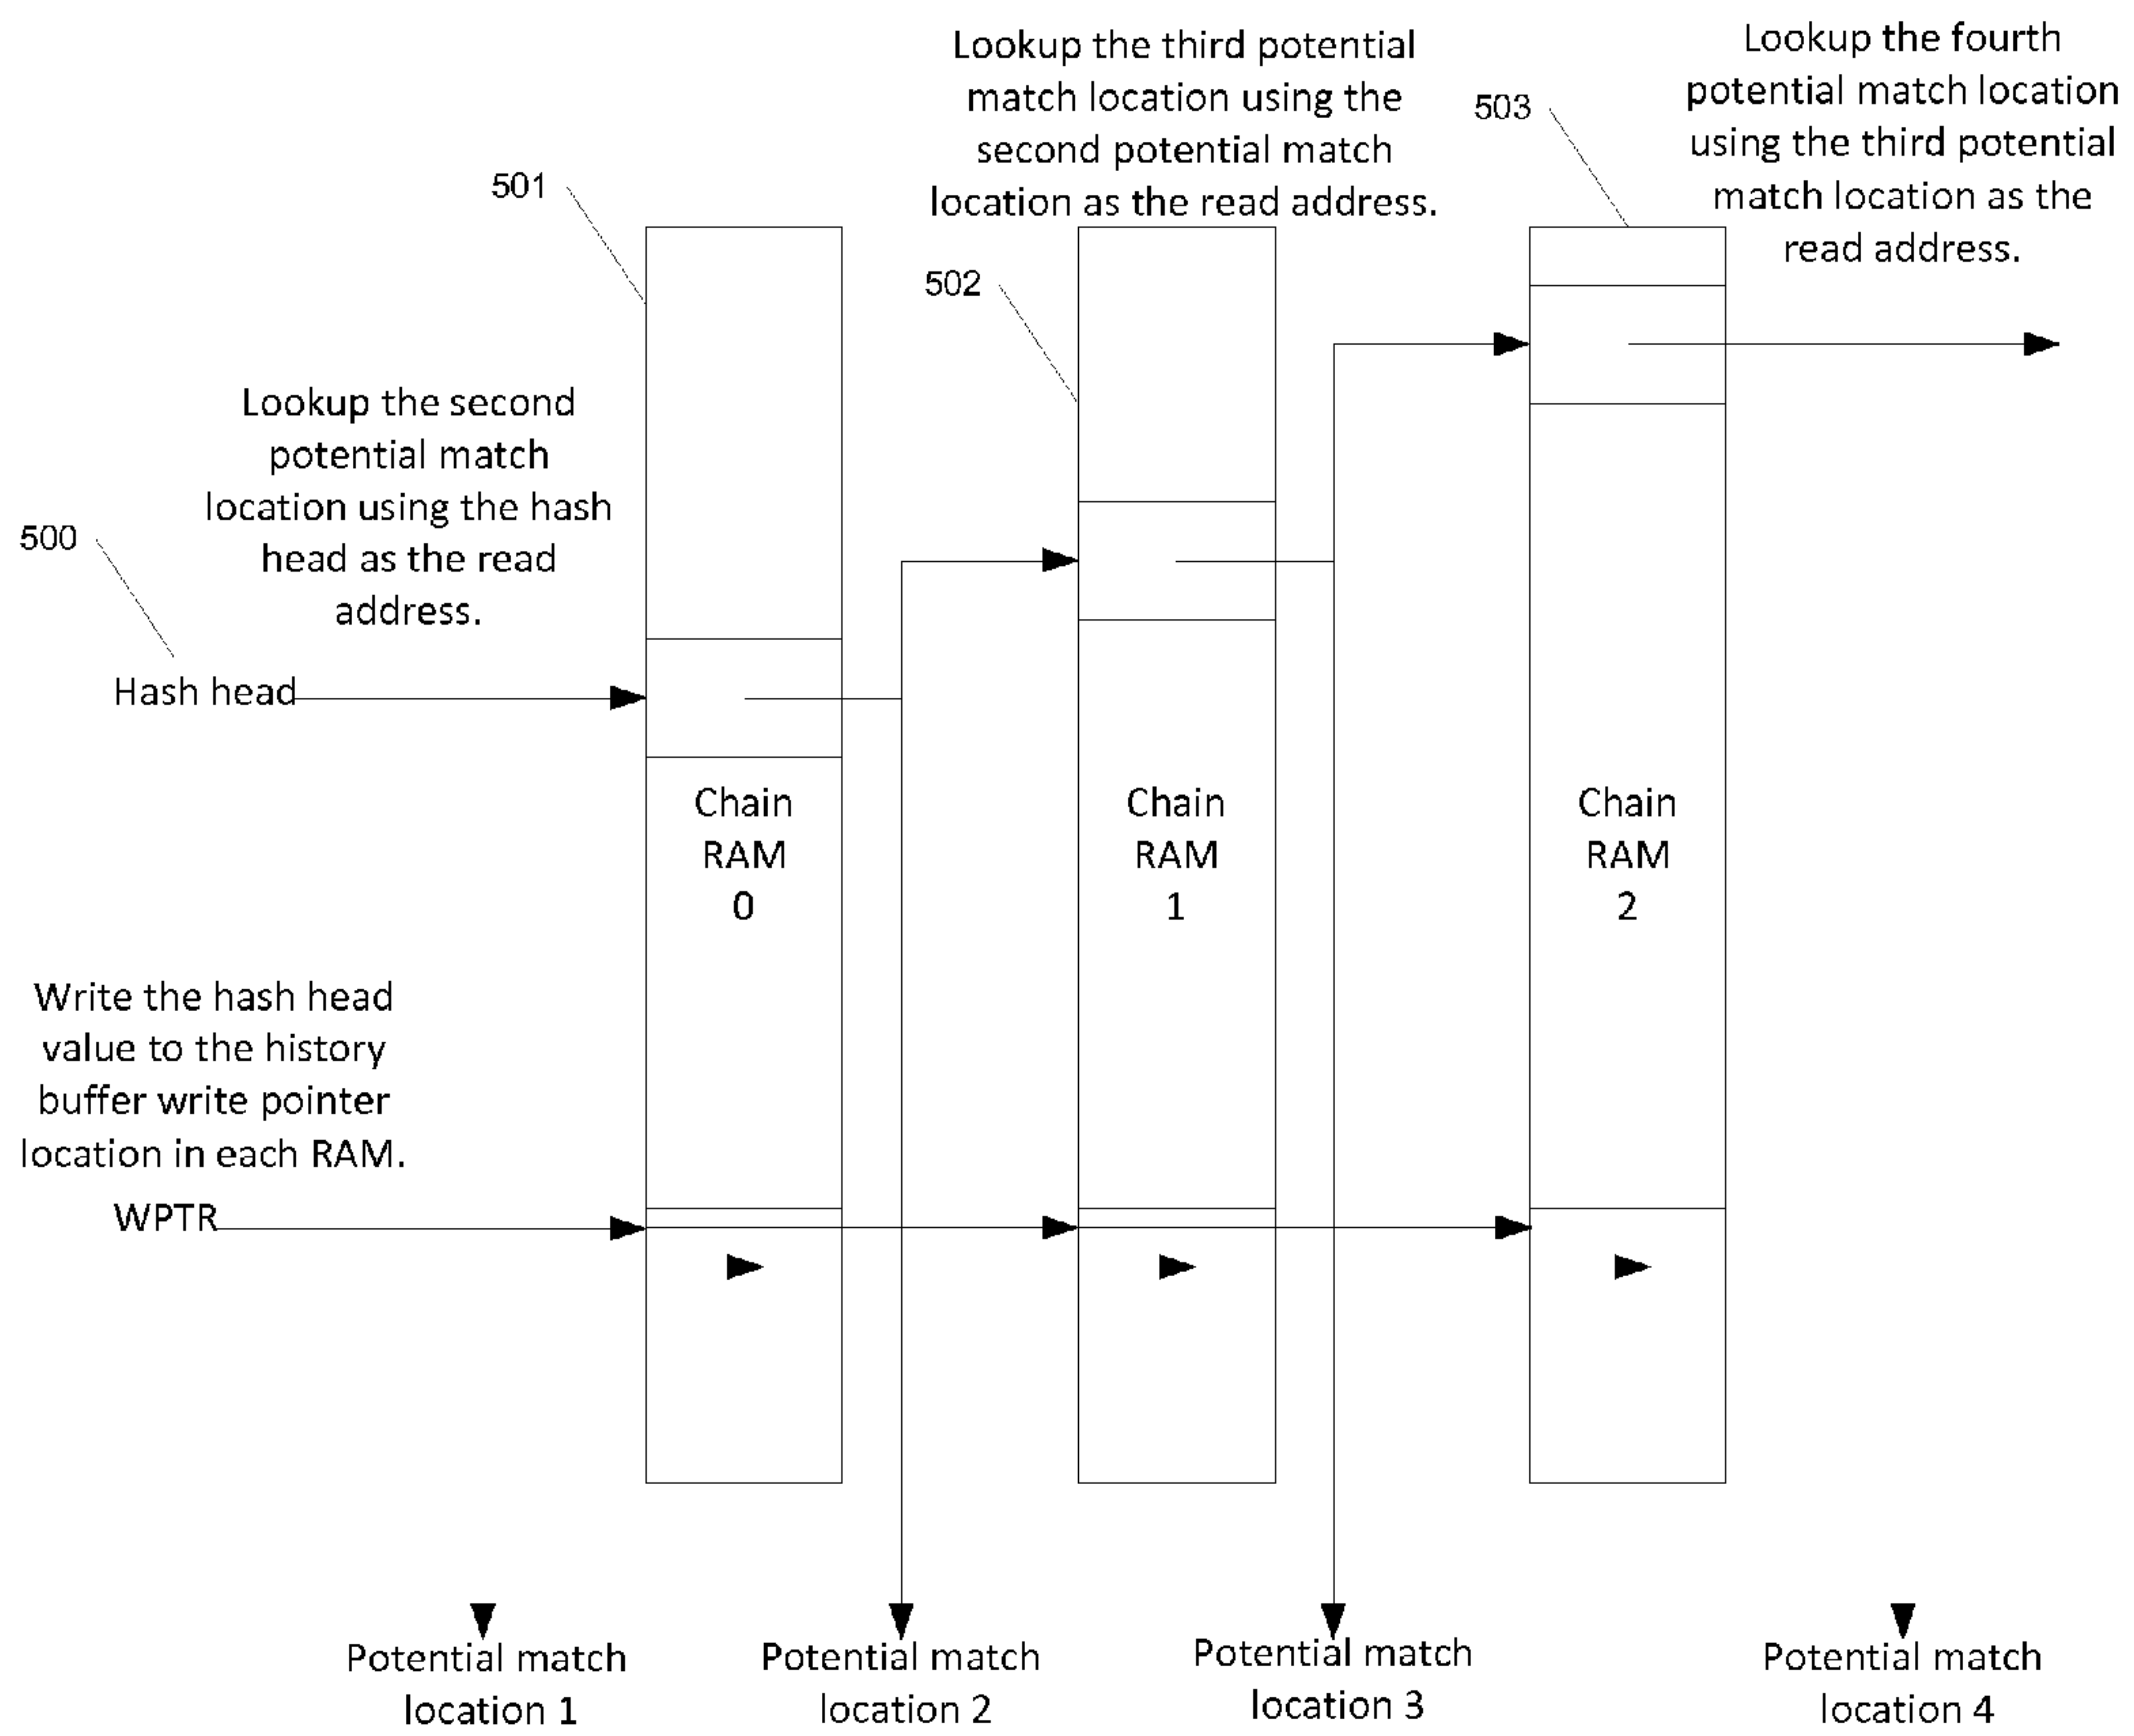 Lookup the third potential
match location using the
second potential match
location as the read address.
Lookup the fourth
potential match location
using the third potential
match location as the
read address.
503
501
502
Lookup the second
potential match
location using the hash
head as the read
address.
500
Hash head
Chain
RAM
0
Chain
RAM
1
Chain
RAM
2
Write the hash head
value to the history
buffer write pointer
location in each RAM.
WPTR
Potential match
location 1
Potential match
location 2
Potential match
location 3
Potential match
location 4